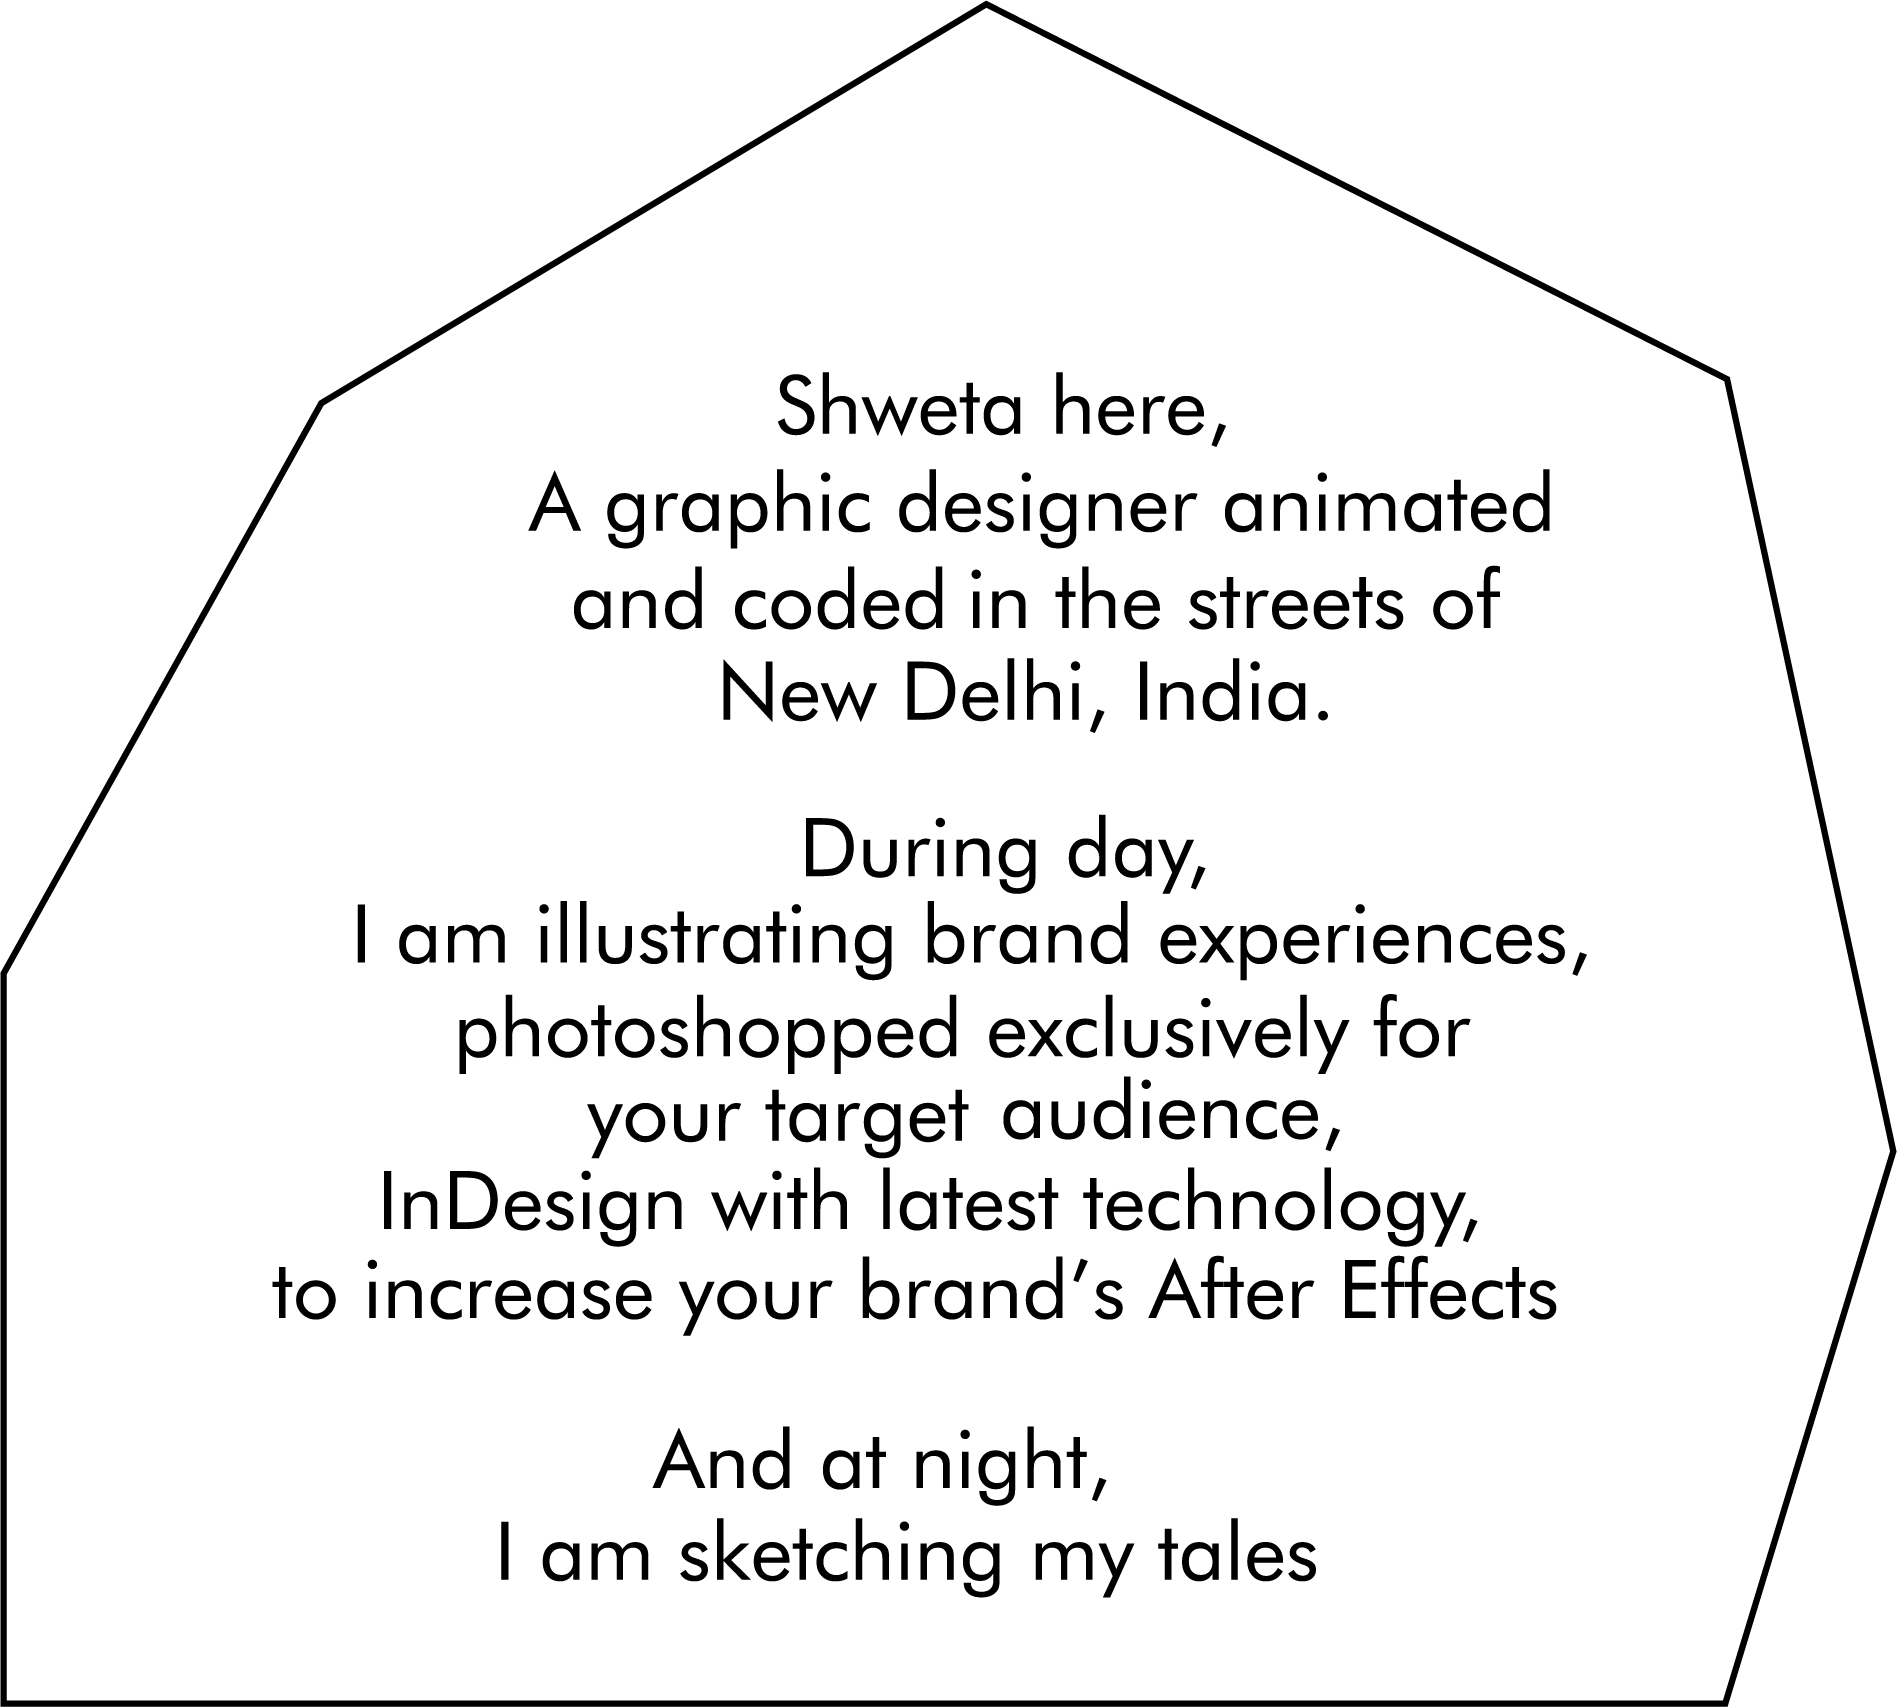 Shweta here,
A graphic designer animated
and coded in the streets of
New Delhi, India.
During day,
I am illustrating brand experiences,
photoshopped exclusively for
your target audience,
InDesign with latest technology,
to increase your brand’s After Effects
And at night,
I am sketching my tales